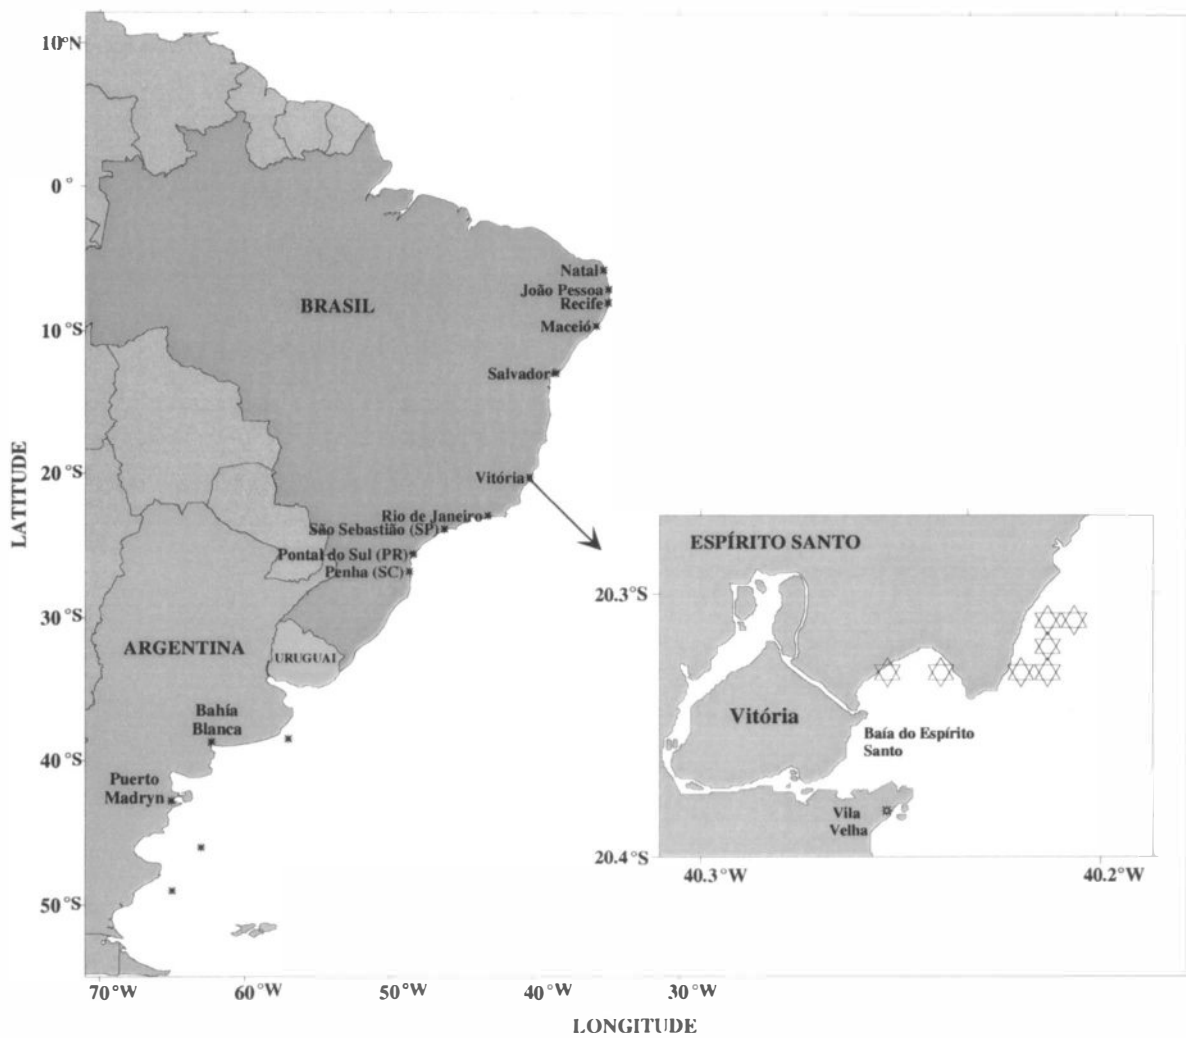 10°N
0°
10°S
20°S
30°S
40°S
50°S
LATITUDE
BRASIL
Natal
João Pessoa
Recife
Maceió
Salvador
Vitória
Rio de Janeiro
São Sebastião (SP)
Pontal do Sul (PR)
Penha (SC)
ARGENTINA
URUGUAI
Bahía
Blanca
Puerto
Madryn
ESPÍRITO SANTO
20.3°S
Vitória
Baía do Espírito
Santo
Vila
Velha
20.4°S
40.3°W
40.2°W
70°W
60°W
50°W
40°W
30°W
LONGITUDE